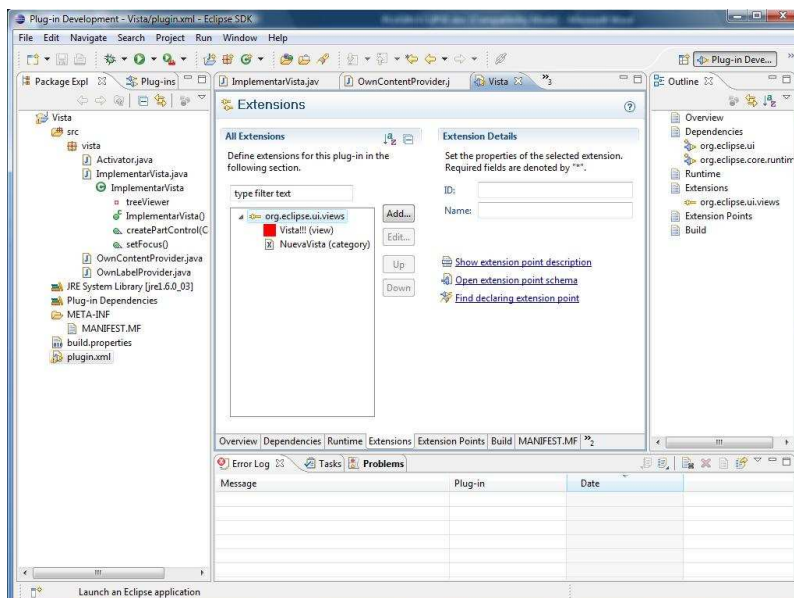 Plug-in Development - Vista/plugin.xml - Eclipse SDK
File Edit Navigate Search Project Run Window Help
Plug-in Deve...
Package Expl
Plug-ins
Vista
src
vista
Activator.java
ImplementarVista.java
ImplementarVista
treeViewer
ImplementarVista()
createPartControl(C
setFocus()
OwnContentProvider.java
OwnLabelProvider.java
JRE System Library [jre1.6.0_03]
Plug-in Dependencies
META-INF
MANIFEST.MF
build.properties
plugin.xml
ImplementarVista.jav
OwnContentProvider.j
Vista
»3
Extensions
All Extensions
Define extensions for this plug-in in the
following section.
type filter text
org.eclipse.ui.views
Vista!!! (view)
NuevaVista (category)
Add...
Edit...
Up
Down
Extension Details
Set the properties of the selected extension.
Required fields are denoted by "*".
ID:
Name:
Show extension point description
Open extension point schema
Find declaring extension point
Overview Dependencies Runtime Extensions Extension Points Build MANIFEST.MF »2
Outline
Overview
Dependencies
org.eclipse.ui
org.eclipse.core.runtim
Runtime
Extensions
org.eclipse.ui.views
Extension Points
Build
Error Log
Tasks
Problems
Message Plug-in Date
Launch an Eclipse application